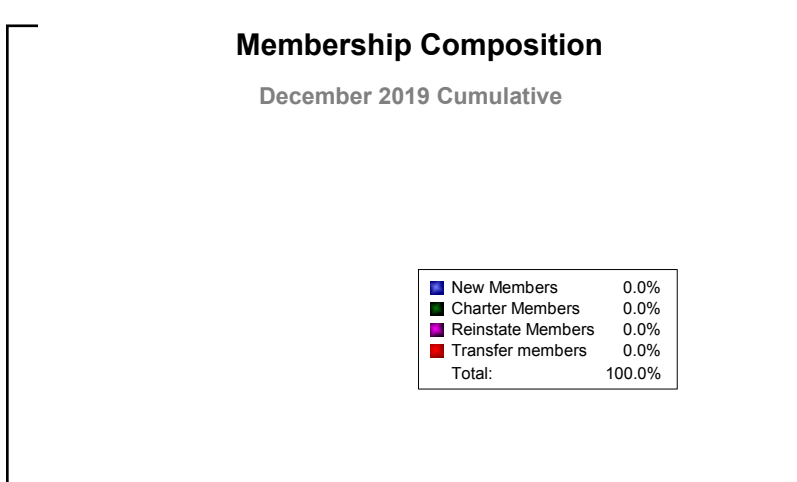 Membership Composition
December 2019 Cumulative
New Members 0.0%
Charter Members 0.0%
Reinstate Members 0.0%
Transfer members 0.0%
Total: 100.0%